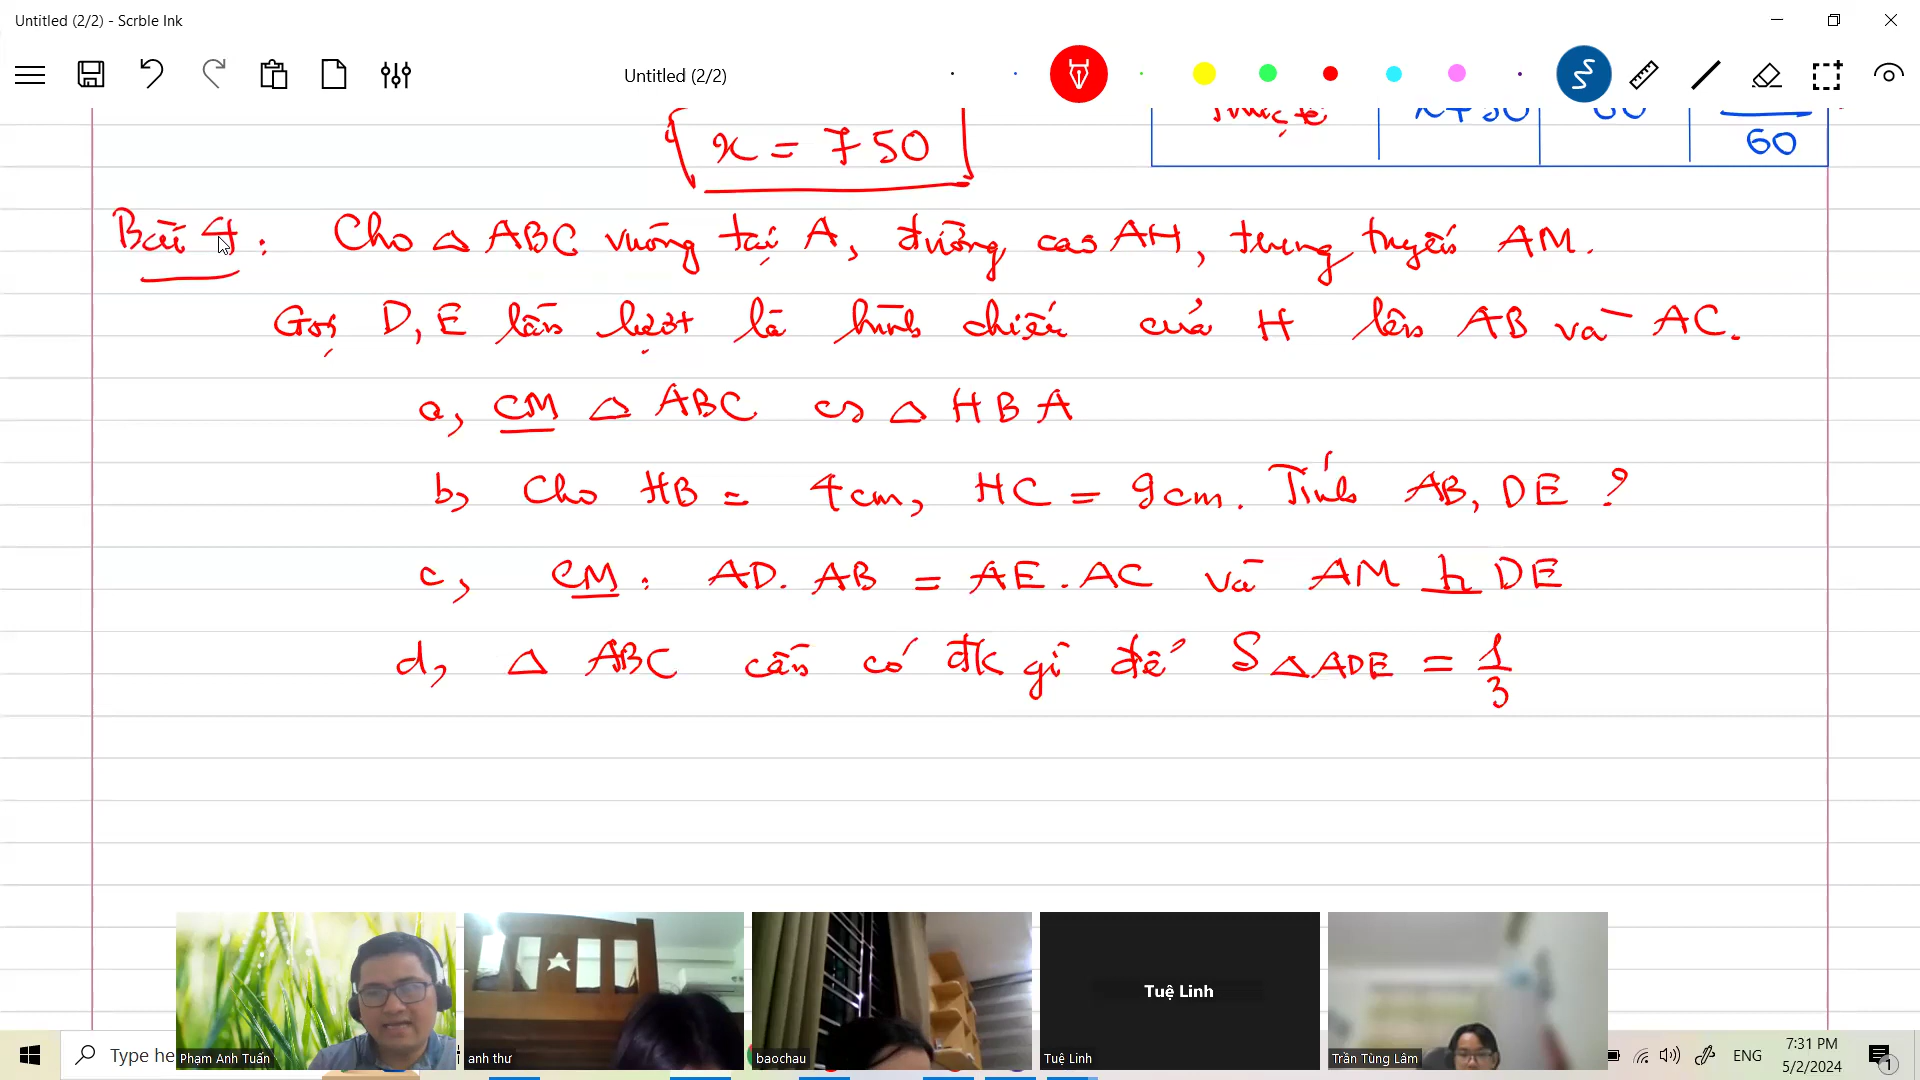 Untitled (2/2) - Scrble Ink
Untitled (2/2)
x = 750
60
Bài 4: Cho △ ABC vuông tại A, đường cao AH, trung tuyến AM.
Gọi D, E lần lượt là hình chiếu của H lên AB và AC.
a, CM △ ABC ∽ △ HBA
b, Cho HB = 4cm, HC = 9cm. Tính AB, DE ?
c, CM: AD. AB = AE. AC và AM ⊥ DE
d, △ ABC cần có đk gì để S△ADE = 1/3
Tuệ Linh
Phạm Anh Tuấn
anh thư
baochau
Tuệ Linh
Trần Tùng Lâm
Type he
ENG
7:31 PM
5/2/2024
1